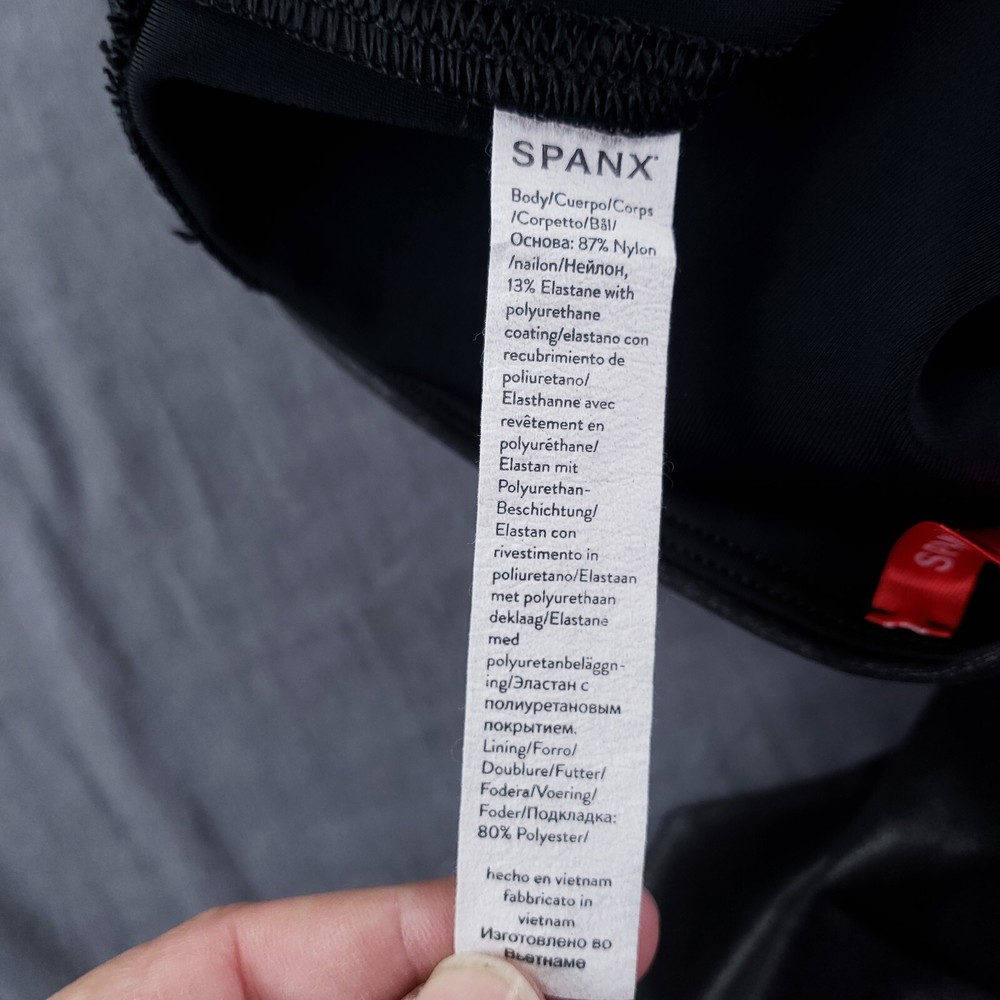 SPANX
Body/Cuerpo/Corps
/Corpetto/Bål/
Основа: 87% Nylon
/nailon/Нейлон,
13% Elastane with
polyurethane
coating/elastano con
recubrimiento de
poliuretano/
Elasthanne avec
revêtement en
polyuréthane/
Elastan mit
Polyurethan-
Beschichtung/
Elastan con
rivestimento in
poliuretano/Elastaan
met polyurethaan
deklaag/Elastane
med
polyuretanbeläggn-
ing/Эластан с
полиуретановым
покрытием.
Lining/Forro/
Doublure/Futter/
Fodera/Voering/
Foder/Подкладка:
80% Polyester/
hecho en vietnam
fabbricato in
vietnam
Изготовлено во
Вьетнаме